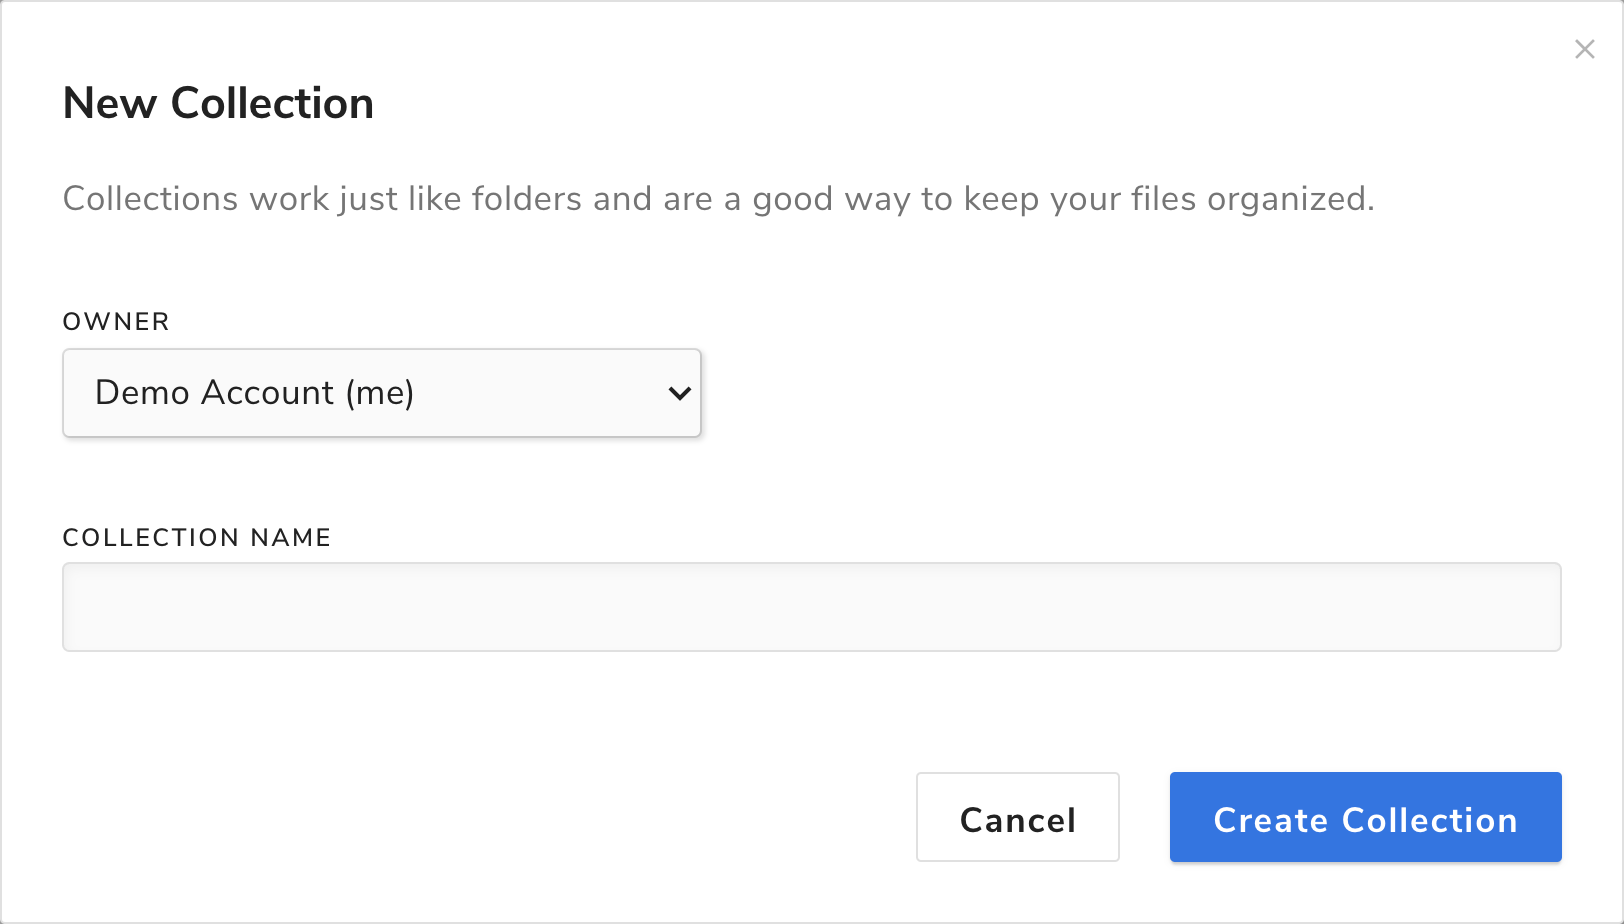 New Collection
Collections work just like folders and are a good way to keep your files organized.
OWNER
Demo Account (me)
COLLECTION NAME
Cancel
Create Collection